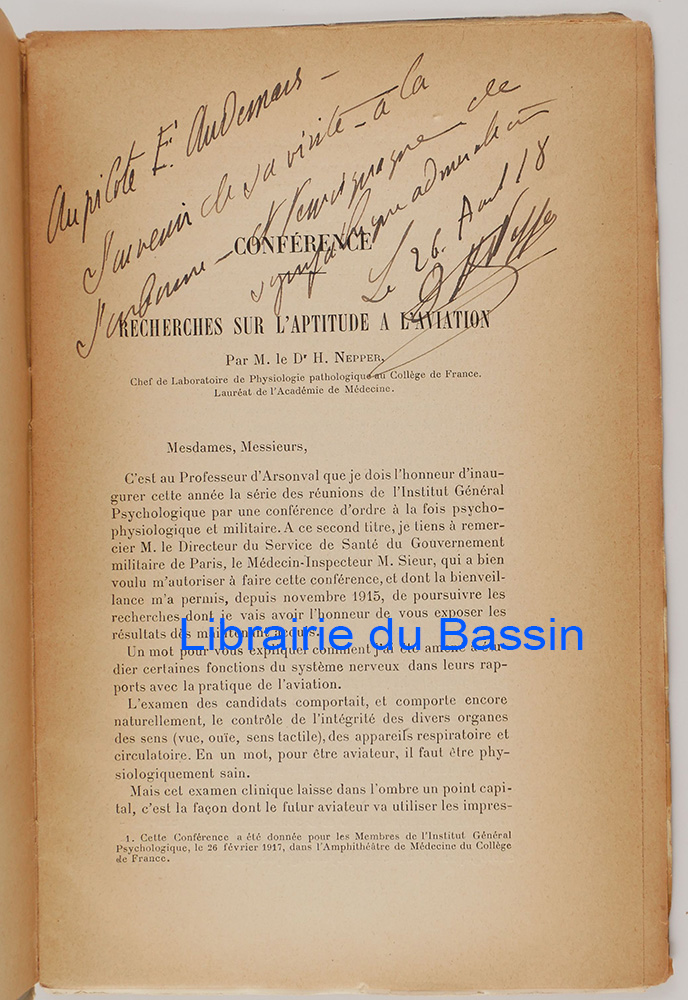 Au pilote E. Audemars –
Souvenir de sa visite à la
Sorbonne – et témoignage de
sympathique admiration
Le 26. Aout 18
CONFÉRENCE
RECHERCHES SUR L'APTITUDE A L'AVIATION
Par M. le Dr H. NEPPER,
Chef de Laboratoire de Physiologie pathologique au Collège de France.
Lauréat de l'Académie de Médecine.
Mesdames, Messieurs,
C'est au Professeur d'Arsonval que je dois l'honneur d'inau-
gurer cette année la série des réunions de l'Institut Général
Psychologique par une conférence d'ordre à la fois psycho-
physiologique et militaire. A ce second titre, je tiens à remer-
cier M. le Directeur du Service de Santé du Gouvernement
militaire de Paris, le Médecin-Inspecteur M. Sieur, qui a bien
voulu m'autoriser à faire cette conférence, et dont la bienveil-
lance m'a permis, depuis novembre 1915, de poursuivre les
recherches dont je vais avoir l'honneur de vous exposer les
résultats dès maintenant acquis.
Librairie du Bassin
Un mot pour vous expliquer comment j'ai été amené à étu-
dier certaines fonctions du système nerveux dans leurs rap-
ports avec la pratique de l'aviation.
L'examen des candidats comportait, et comporte encore
naturellement, le contrôle de l'intégrité des divers organes
des sens (vue, ouïe, sens tactile), des appareils respiratoire et
circulatoire. En un mot, pour être aviateur, il faut être phy-
siologiquement sain.
Mais cet examen clinique laisse dans l'ombre un point capi-
tal, c'est la façon dont le futur aviateur va utiliser les impres-
1. Cette Conférence a été donnée pour les Membres de l'Institut Général
Psychologique, le 26 février 1917, dans l'Amphithéâtre de Médecine du Collège
de France.